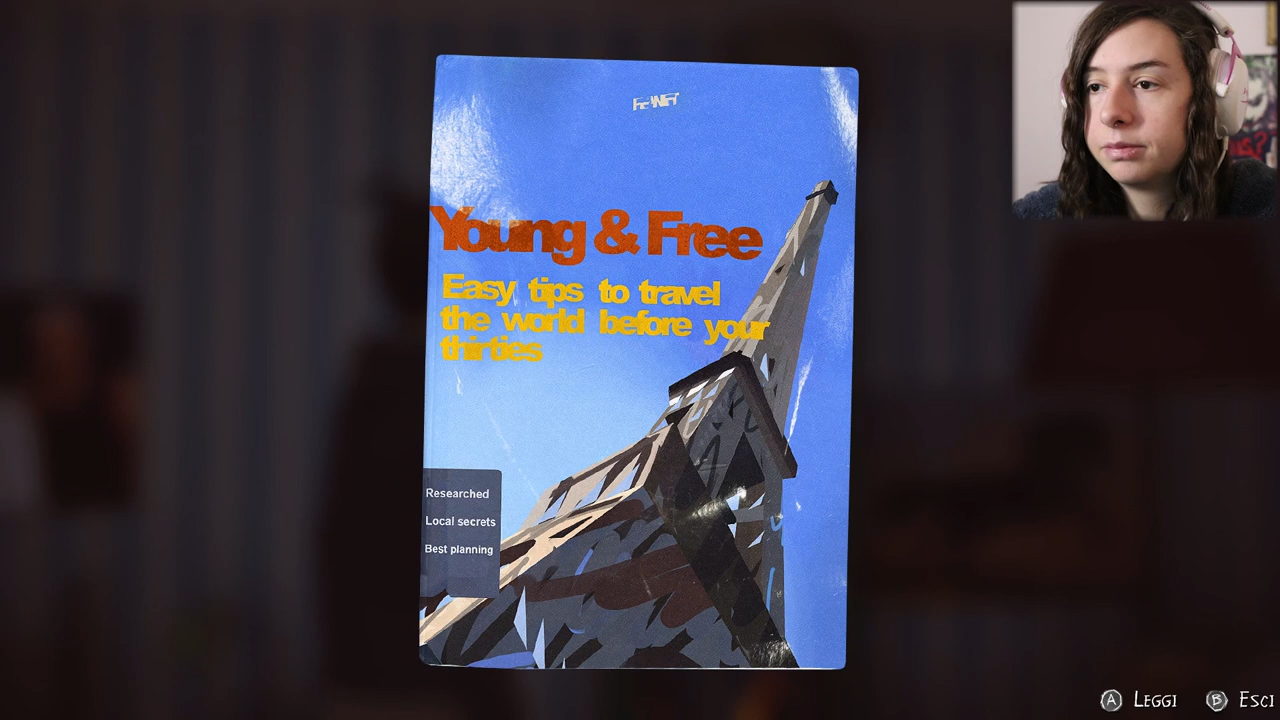 Young & Free
Easy tips to travel
the world before your
thirties
Researched
Local secrets
Best planning
A Leggi B Esci